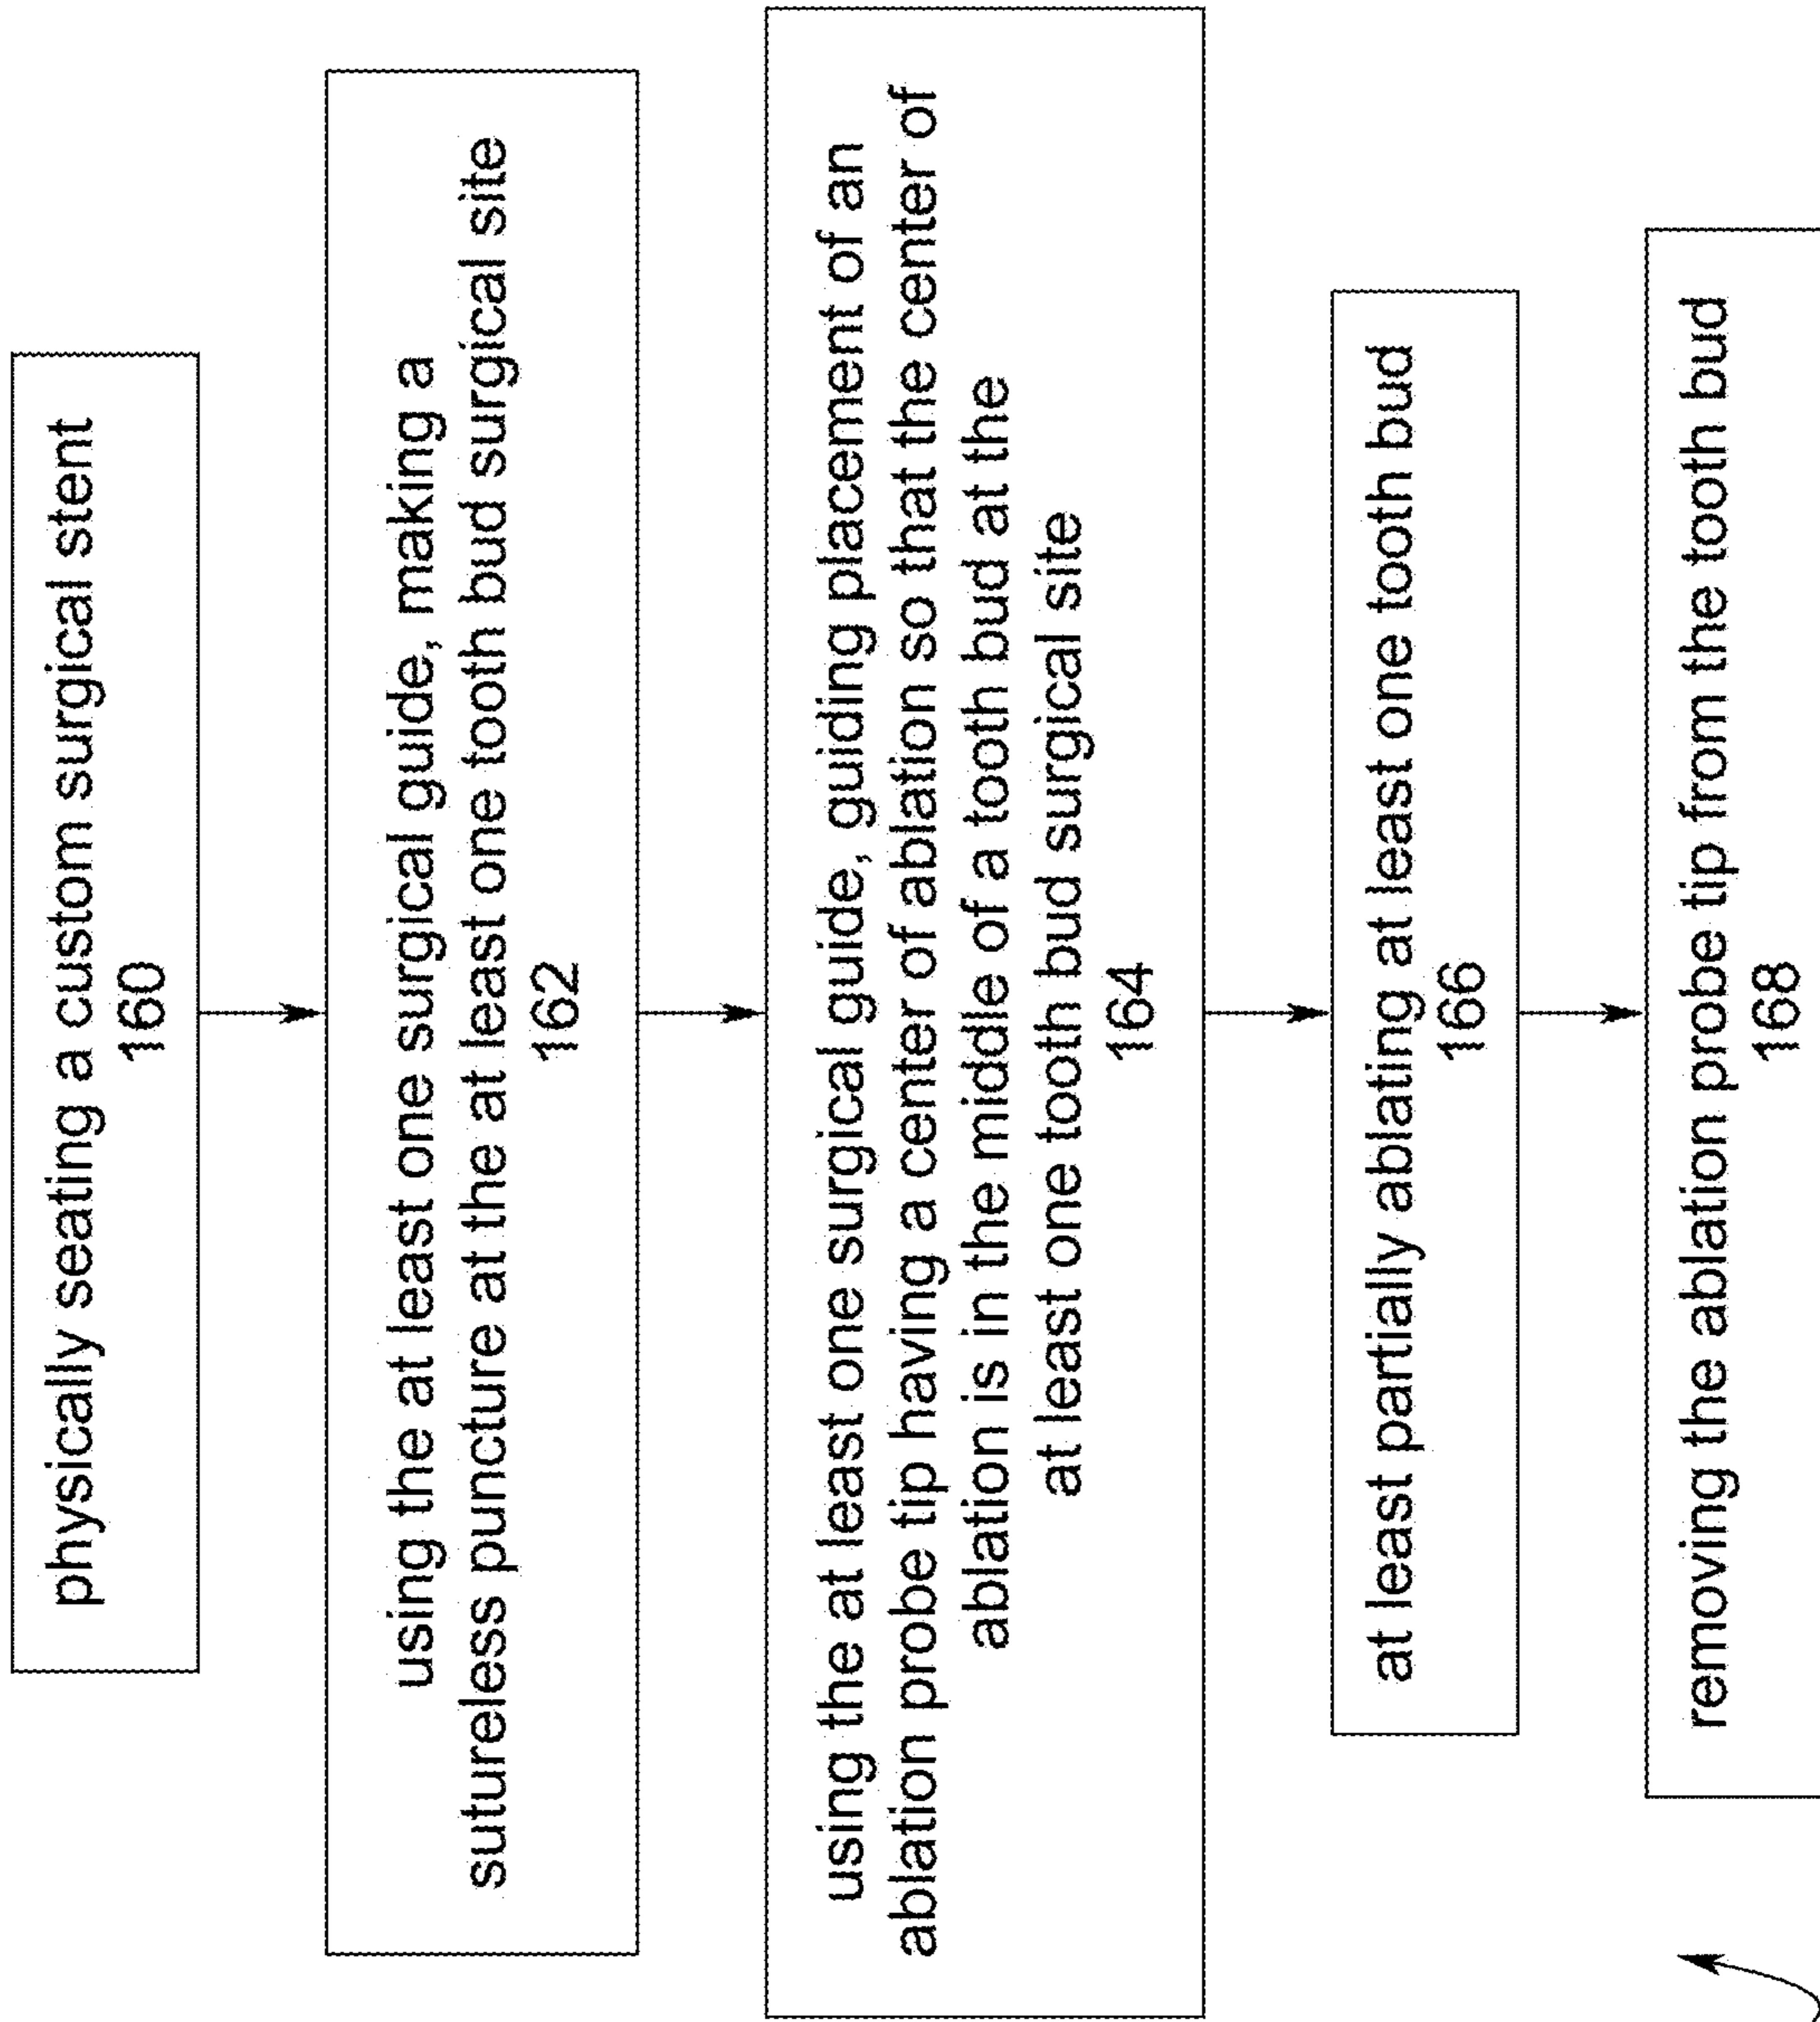 physically seating a custom surgical stent
160
using the at least one surgical guide, making a
sutureless puncture at the at least one tooth bud surgical site
162
using the at least one surgical guide, guiding placement of an
ablation probe tip having a center of ablation so that the center of
ablation is in the middle of a tooth bud at the
at least one tooth bud surgical site
164
at least partially ablating at least one tooth bud
166
removing the ablation probe tip from the tooth bud
168